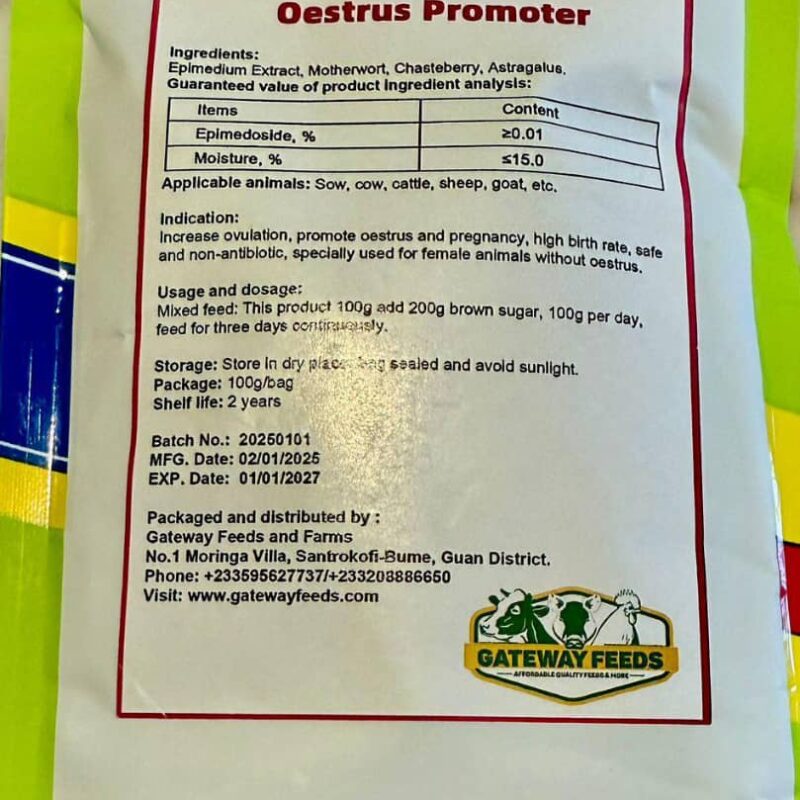 Oestrus Promoter
Ingredients:
Epimedium Extract, Motherwort, Chasteberry, Astragalus.
Guaranteed value of product ingredient analysis:
Items Content
Epimedoside, % ≥0.01
Moisture, % ≤15.0
Applicable animals: Sow, cow, cattle, sheep, goat, etc.
Indication:
Increase ovulation, promote oestrus and pregnancy, high birth rate, safe
and non-antibiotic, specially used for female animals without oestrus.
Usage and dosage:
Mixed feed: This product 100g add 200g brown sugar, 100g per day,
feed for three days continuously.
Storage: Store in dry place, bag sealed and avoid sunlight.
Package: 100g/bag
Shelf life: 2 years
Batch No.: 20250101
MFG. Date: 02/01/2025
EXP. Date: 01/01/2027
Packaged and distributed by :
Gateway Feeds and Farms
No.1 Moringa Villa, Santrokofi-Bume, Guan District.
Phone: +233595627737/+233208886650
Visit: www.gatewayfeeds.com
GATEWAY FEEDS
AFFORDABLE QUALITY FEEDS & MORE